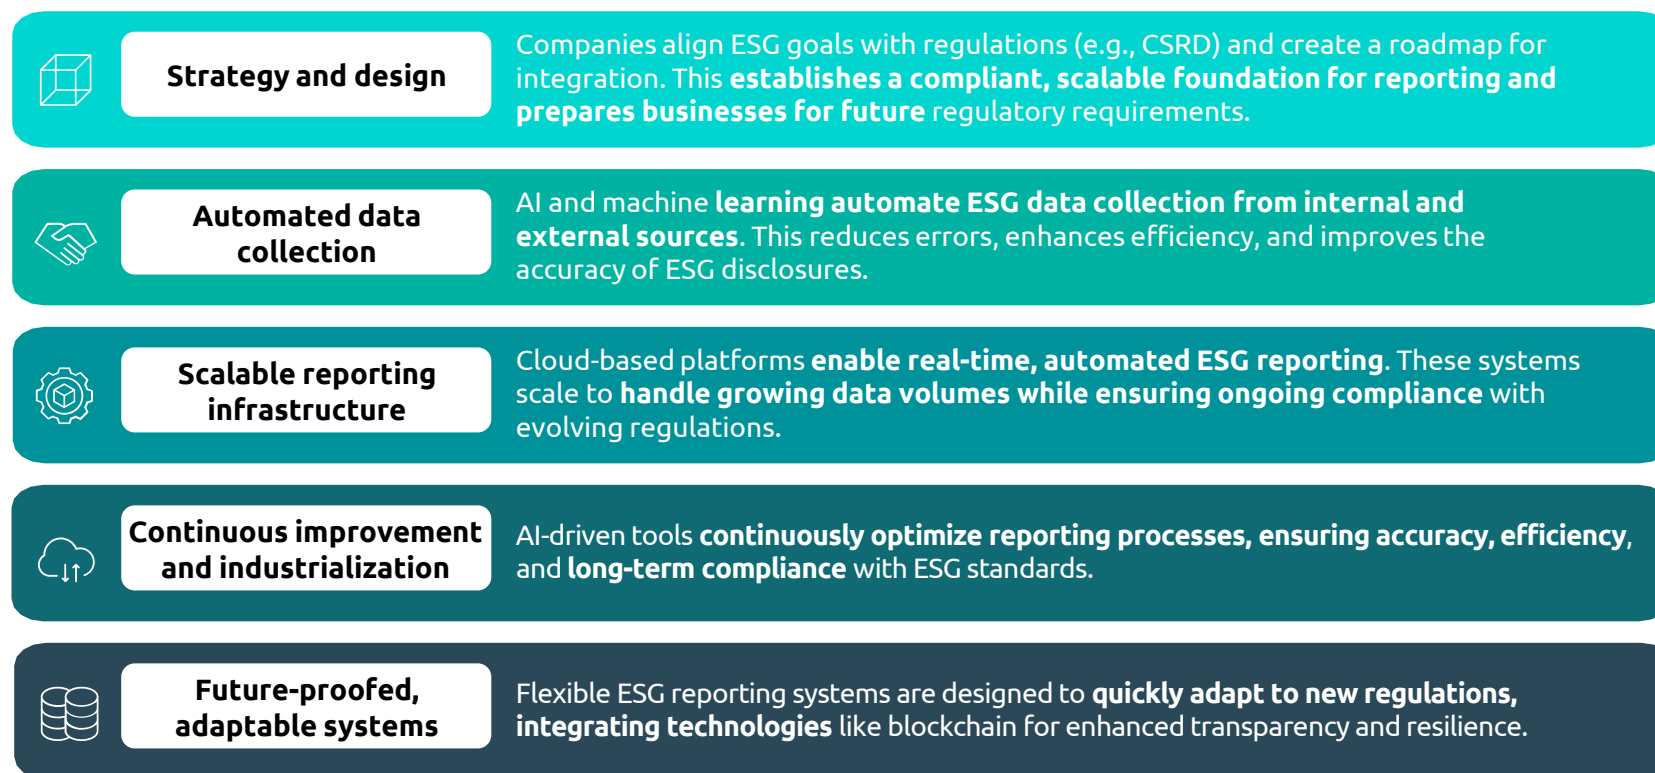 Strategy and design
Companies align ESG goals with regulations (e.g., CSRD) and create a roadmap for
integration. This establishes a compliant, scalable foundation for reporting and
prepares businesses for future regulatory requirements.
Automated data
collection
AI and machine learning automate ESG data collection from internal and
external sources. This reduces errors, enhances efficiency, and improves the
accuracy of ESG disclosures.
Scalable reporting
infrastructure
Cloud-based platforms enable real-time, automated ESG reporting. These systems
scale to handle growing data volumes while ensuring ongoing compliance with
evolving regulations.
Continuous improvement
and industrialization
AI-driven tools continuously optimize reporting processes, ensuring accuracy, efficiency,
and long-term compliance with ESG standards.
Future-proofed,
adaptable systems
Flexible ESG reporting systems are designed to quickly adapt to new regulations,
integrating technologies like blockchain for enhanced transparency and resilience.